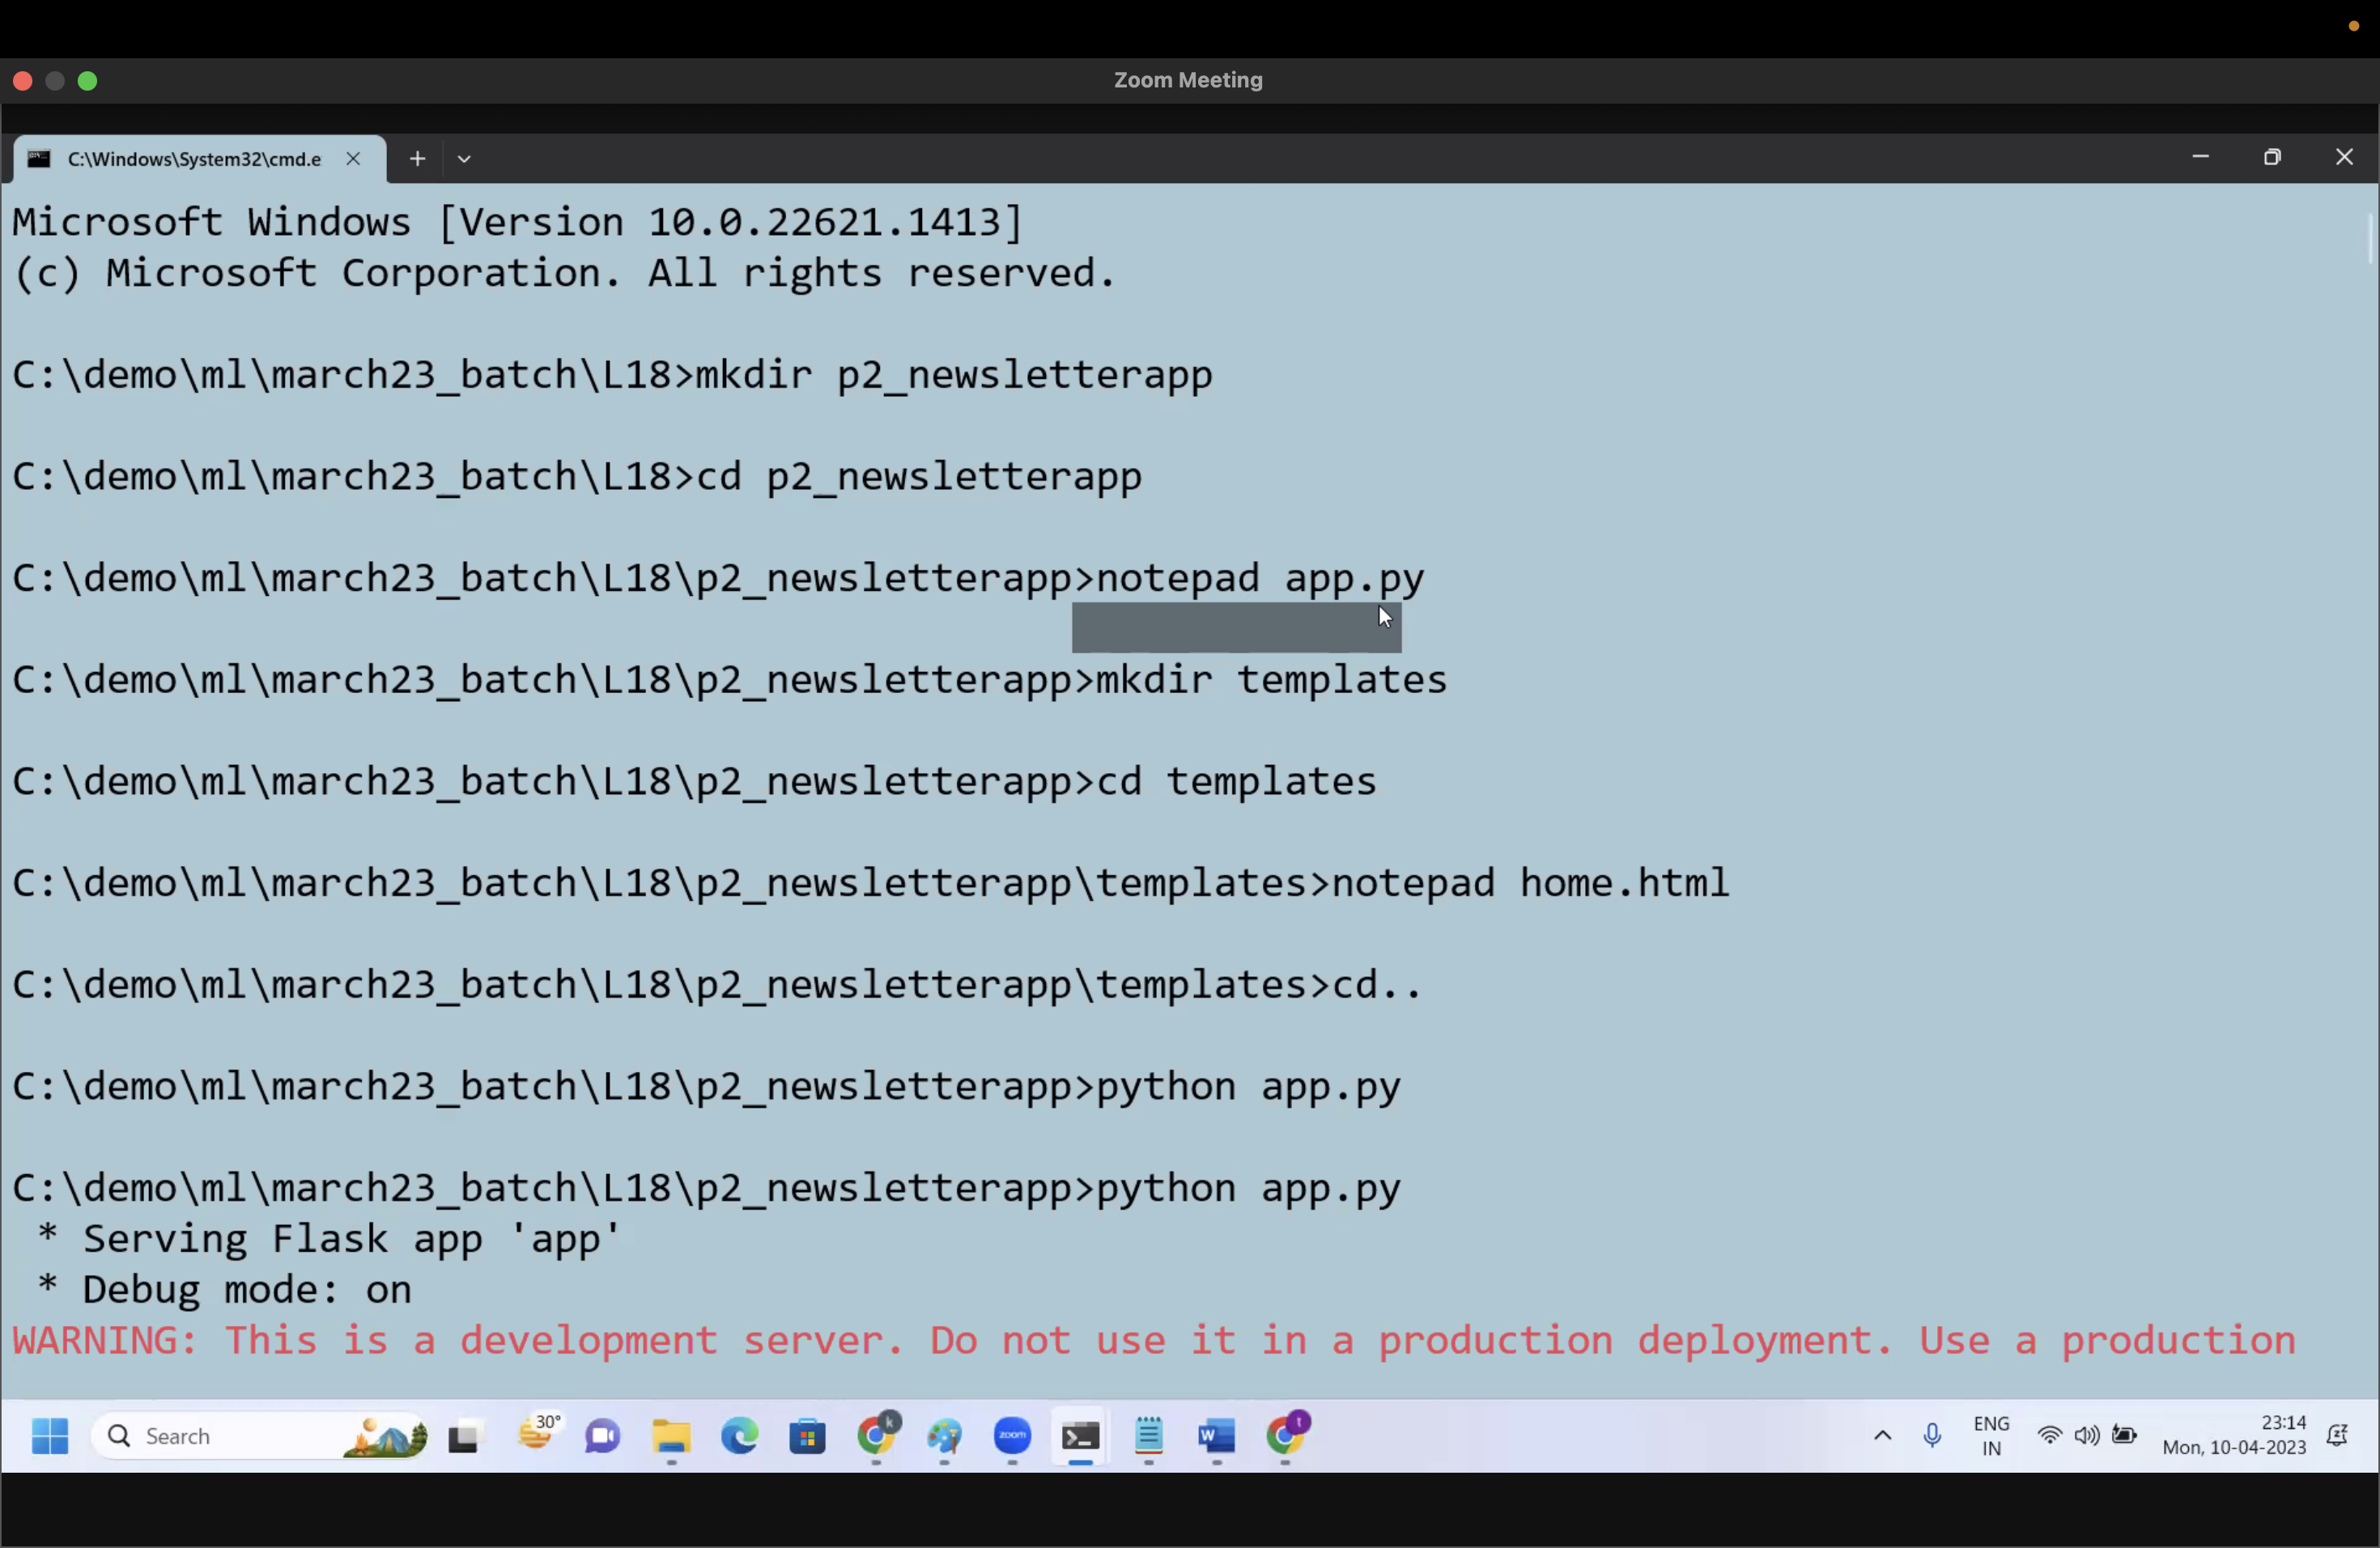 Zoom Meeting
C:\Windows\System32\cmd.e
Microsoft Windows [Version 10.0.22621.1413]
(c) Microsoft Corporation. All rights reserved.
C:\demo\ml\march23_batch\L18>mkdir p2_newsletterapp
C:\demo\ml\march23_batch\L18>cd p2_newsletterapp
C:\demo\ml\march23_batch\L18\p2_newsletterapp>notepad app.py
C:\demo\ml\march23_batch\L18\p2_newsletterapp>mkdir templates
C:\demo\ml\march23_batch\L18\p2_newsletterapp>cd templates
C:\demo\ml\march23_batch\L18\p2_newsletterapp\templates>notepad home.html
C:\demo\ml\march23_batch\L18\p2_newsletterapp\templates>cd..
C:\demo\ml\march23_batch\L18\p2_newsletterapp>python app.py
C:\demo\ml\march23_batch\L18\p2_newsletterapp>python app.py
 * Serving Flask app 'app'
 * Debug mode: on
WARNING: This is a development server. Do not use it in a production deployment. Use a production
Search
30°
zoom
k
W
t
ENG
IN
23:14
Mon, 10-04-2023